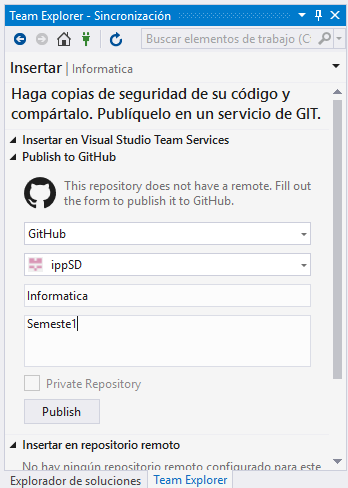 Team Explorer - Sincronización
Buscar elementos de trabajo (C
Insertar | Informatica
Haga copias de seguridad de su código y
compártalo. Publíquelo en un servicio de GIT.
Insertar en Visual Studio Team Services
Publish to GitHub
This repository does not have a remote. Fill out
the form to publish it to GitHub.
GitHub
ippSD
Informatica
Semeste1
Private Repository
Publish
Insertar en repositorio remoto
No hay ningún repositorio remoto configurado para este
Explorador de soluciones
Team Explorer